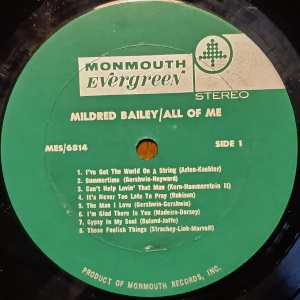 MONMOUTH
Evergreen
STEREO
MILDRED BAILEY/ALL OF ME
MES/6814
SIDE 1
1. I've Got The World On A String (Arlen-Koehler)
2. Summertime (Gershwin-Heyward)
3. Can't Help Lovin' That Man (Kern-Hammerstein II)
4. It's Never Too Late To Pray (Robison)
5. The Man I Love (Gershwin-Gershwin)
6. I'm Glad There Is You (Madeira-Dorsey)
7. Gypsy In My Soul (Boland-Jaffe)
8. These Foolish Things (Strachey-Link-Marvell)
PRODUCT OF MONMOUTH RECORDS, INC.